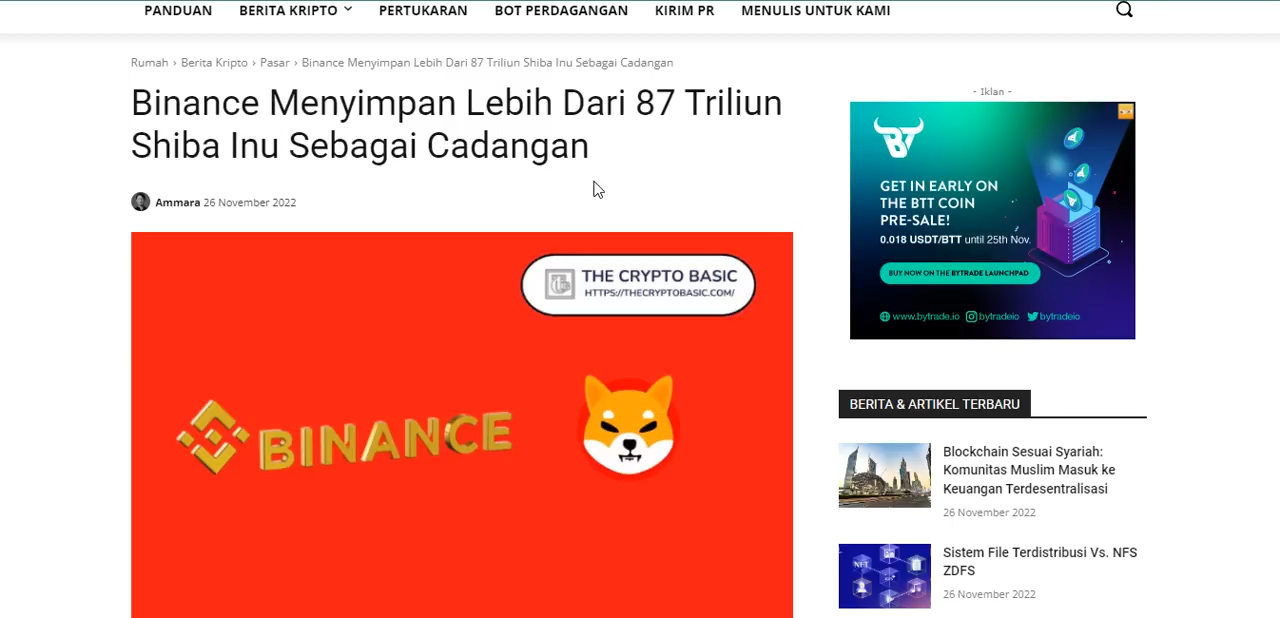 PANDUAN BERITA KRIPTO PERTUKARAN BOT PERDAGANGAN KIRIM PR MENULIS UNTUK KAMI
Rumah › Berita Kripto › Pasar › Binance Menyimpan Lebih Dari 87 Triliun Shiba Inu Sebagai Cadangan
Binance Menyimpan Lebih Dari 87 Triliun
Shiba Inu Sebagai Cadangan
Ammara 26 November 2022
THE CRYPTO BASIC
HTTPS://THECRYPTOBASIC.COM/
BINANCE
- Iklan -
BT
GET IN EARLY ON
THE BTT COIN
PRE-SALE!
0.018 USDT/BTT until 25th Nov.
BUY NOW ON THE BYTRADE LAUNCHPAD
www.bytrade.io bytradeio bytradeio
BERITA & ARTIKEL TERBARU
Blockchain Sesuai Syariah:
Komunitas Muslim Masuk ke
Keuangan Terdesentralisasi
26 November 2022
NFT
Sistem File Terdistribusi Vs. NFS
ZDFS
26 November 2022